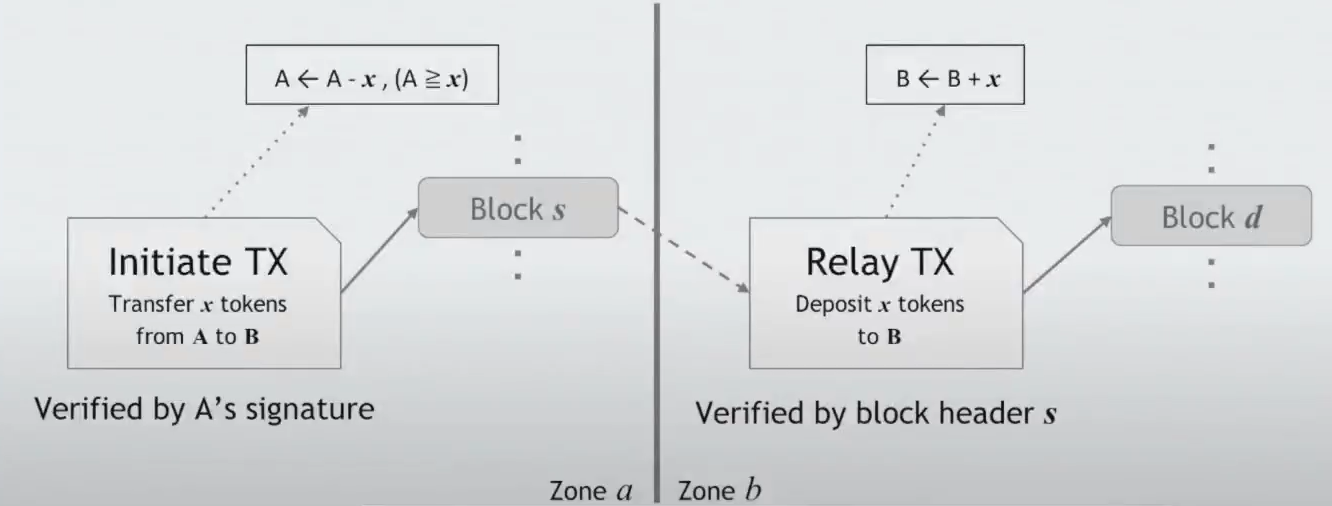 A ← A - x , (A ≧ x)
Block s
Initiate TX
Transfer x tokens
from A to B
Verified by A's signature
Zone a
B ← B + x
Block d
Relay TX
Deposit x tokens
to B
Verified by block header s
Zone b